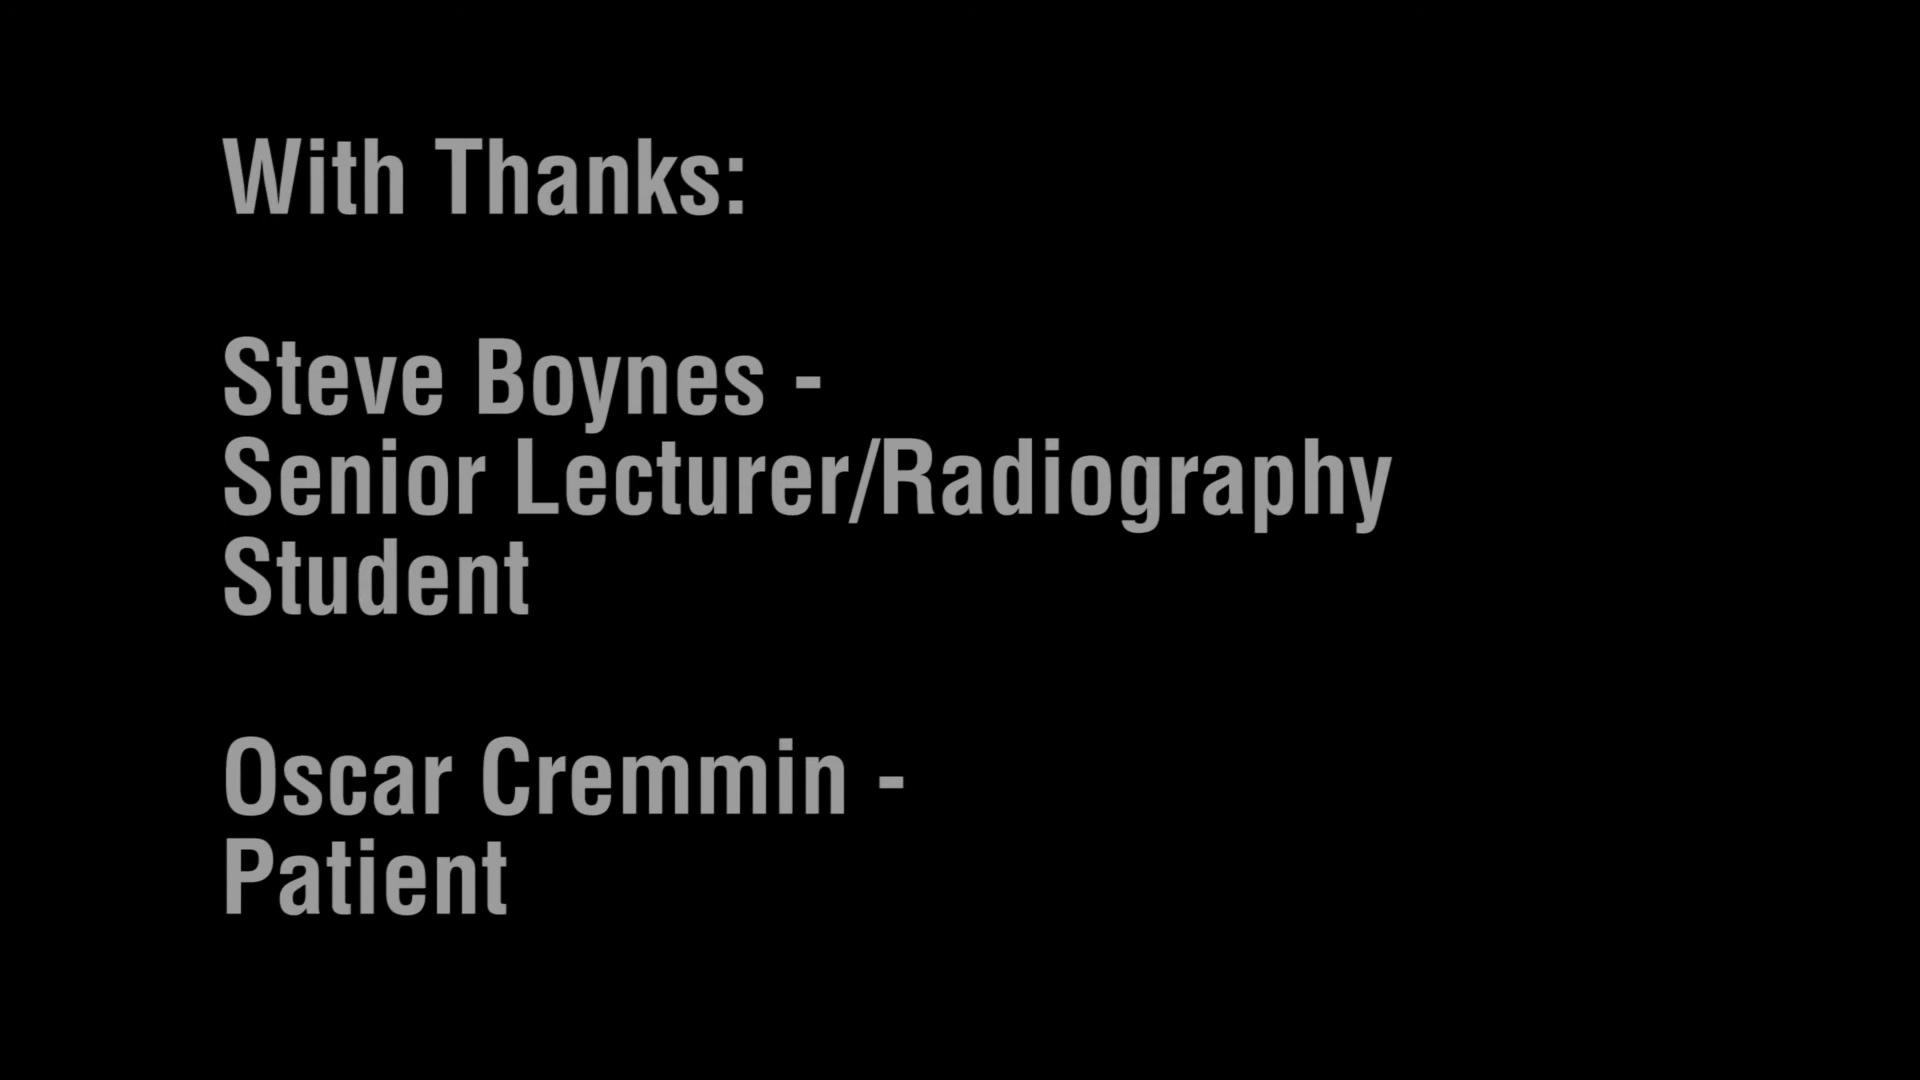 With Thanks:
Steve Boynes -
Senior Lecturer/Radiography
Student
Oscar Cremmin -
Patient